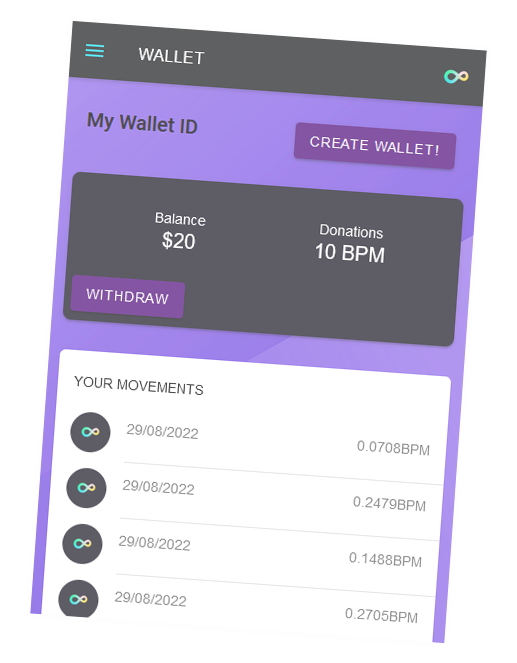 WALLET
My Wallet ID
CREATE WALLET!
Balance
$20
Donations
10 BPM
WITHDRAW
YOUR MOVEMENTS
29/08/2022 0.0708BPM
29/08/2022 0.2479BPM
29/08/2022 0.1488BPM
29/08/2022 0.2705BPM